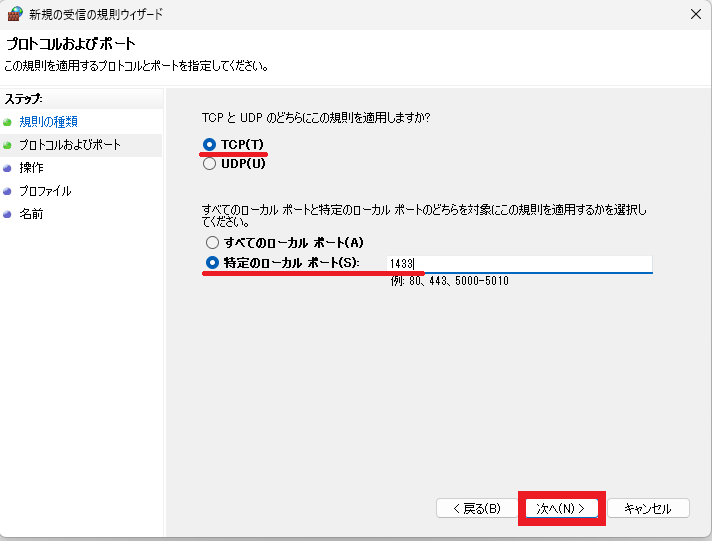 新規の受信の規則ウィザード
プロトコルおよびポート
この規則を適用するプロトコルとポートを指定してください。
ステップ:
規則の種類
プロトコルおよびポート
操作
プロファイル
名前
TCP と UDP のどちらにこの規則を適用しますか?
TCP(T)
UDP(U)
すべてのローカル ポートと特定のローカル ポートのどちらを対象にこの規則を適用するかを選択し
てください。
すべてのローカル ポート(A)
特定のローカル ポート(S): 1433
例: 80、443、5000-5010
< 戻る(B) 次へ(N) > キャンセル